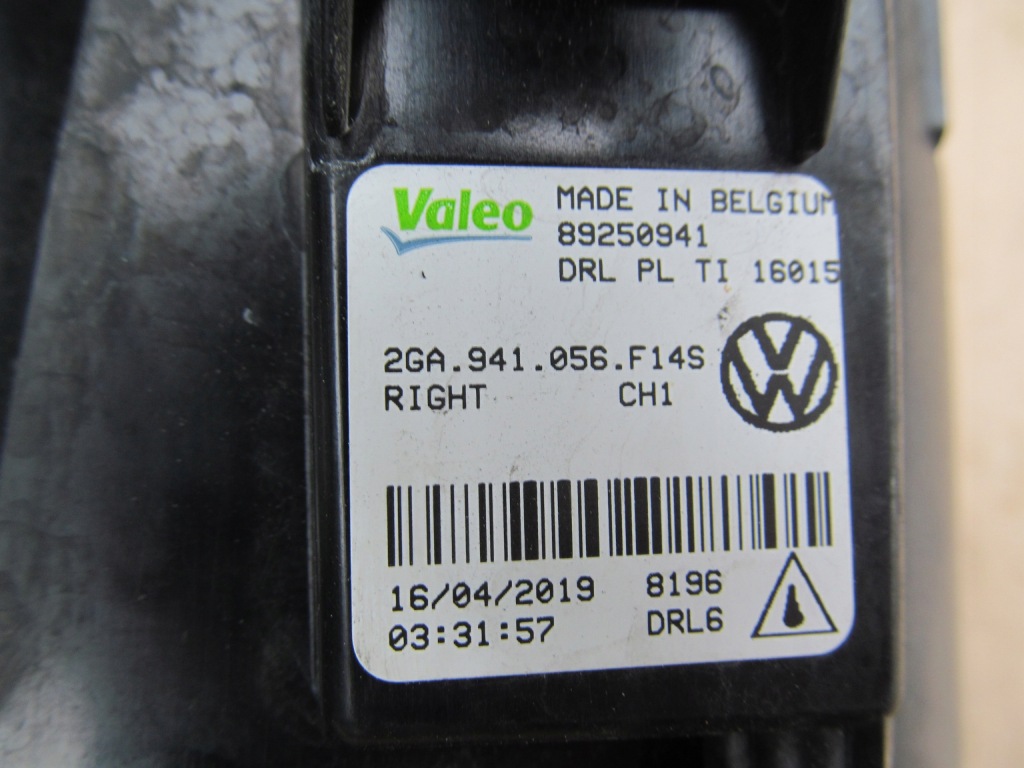 Valeo
MADE IN BELGIUM
89250941
DRL PL TI 16015
2GA.941.056.F14S
RIGHT CH1
16/04/2019 8196
03:31:57 DRL6